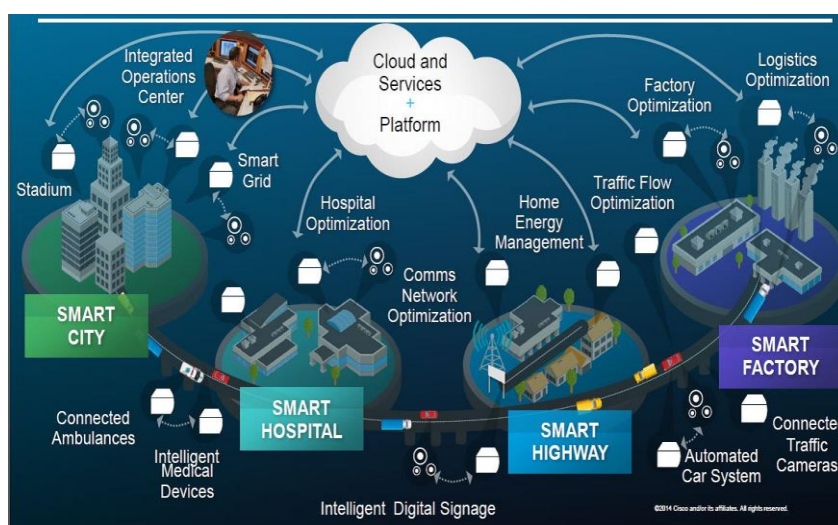 Integrated
Operations
Center
Cloud and
Services
+
Platform
Logistics
Optimization
Factory
Optimization
Stadium
Smart
Grid
Hospital
Optimization
Home
Energy
Management
Traffic Flow
Optimization
Comms
Network
Optimization
SMART
CITY
SMART
HOSPITAL
SMART
HIGHWAY
SMART
FACTORY
Connected
Ambulances
Intelligent
Medical
Devices
Intelligent Digital Signage
Automated
Car System
Connected
Traffic
Cameras
©2014 Cisco and/or its affiliates. All rights reserved.